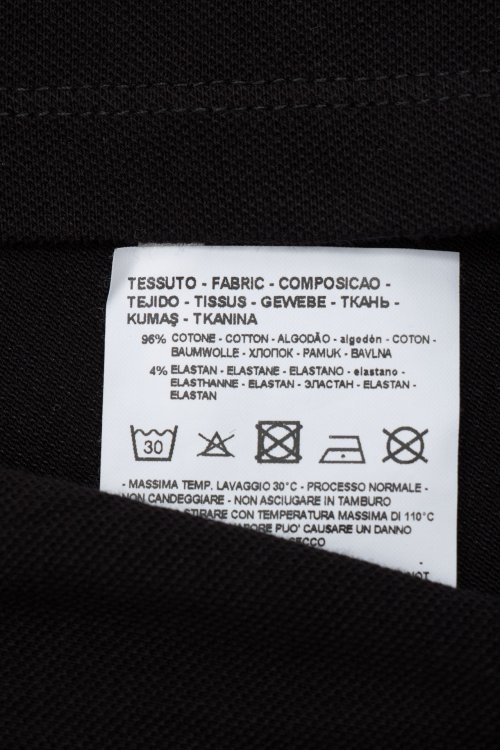 TESSUTO - FABRIC - COMPOSICAO -
TEJIDO - TISSUS - GEWEBE - ТКАНЬ -
KUMAŞ - TKANINA
96% COTONE - COTTON - ALGODÃO - algodón - COTON -
BAUMWOLLE - ХЛОПОК - PAMUK - BAVLNA
4% ELASTAN - ELASTANE - ELASTANO - elastano -
ELASTHANNE - ELASTAN - ЭЛАСТАН - ELASTAN -
ELASTAN
30
- MASSIMA TEMP. LAVAGGIO 30°C - PROCESSO NORMALE -
NON CANDEGGIARE - NON ASCIUGARE IN TAMBURO
STIRARE CON TEMPERATURA MASSIMA DI 110°C
PUO' CAUSARE UN DANNO
SECCO
NOT